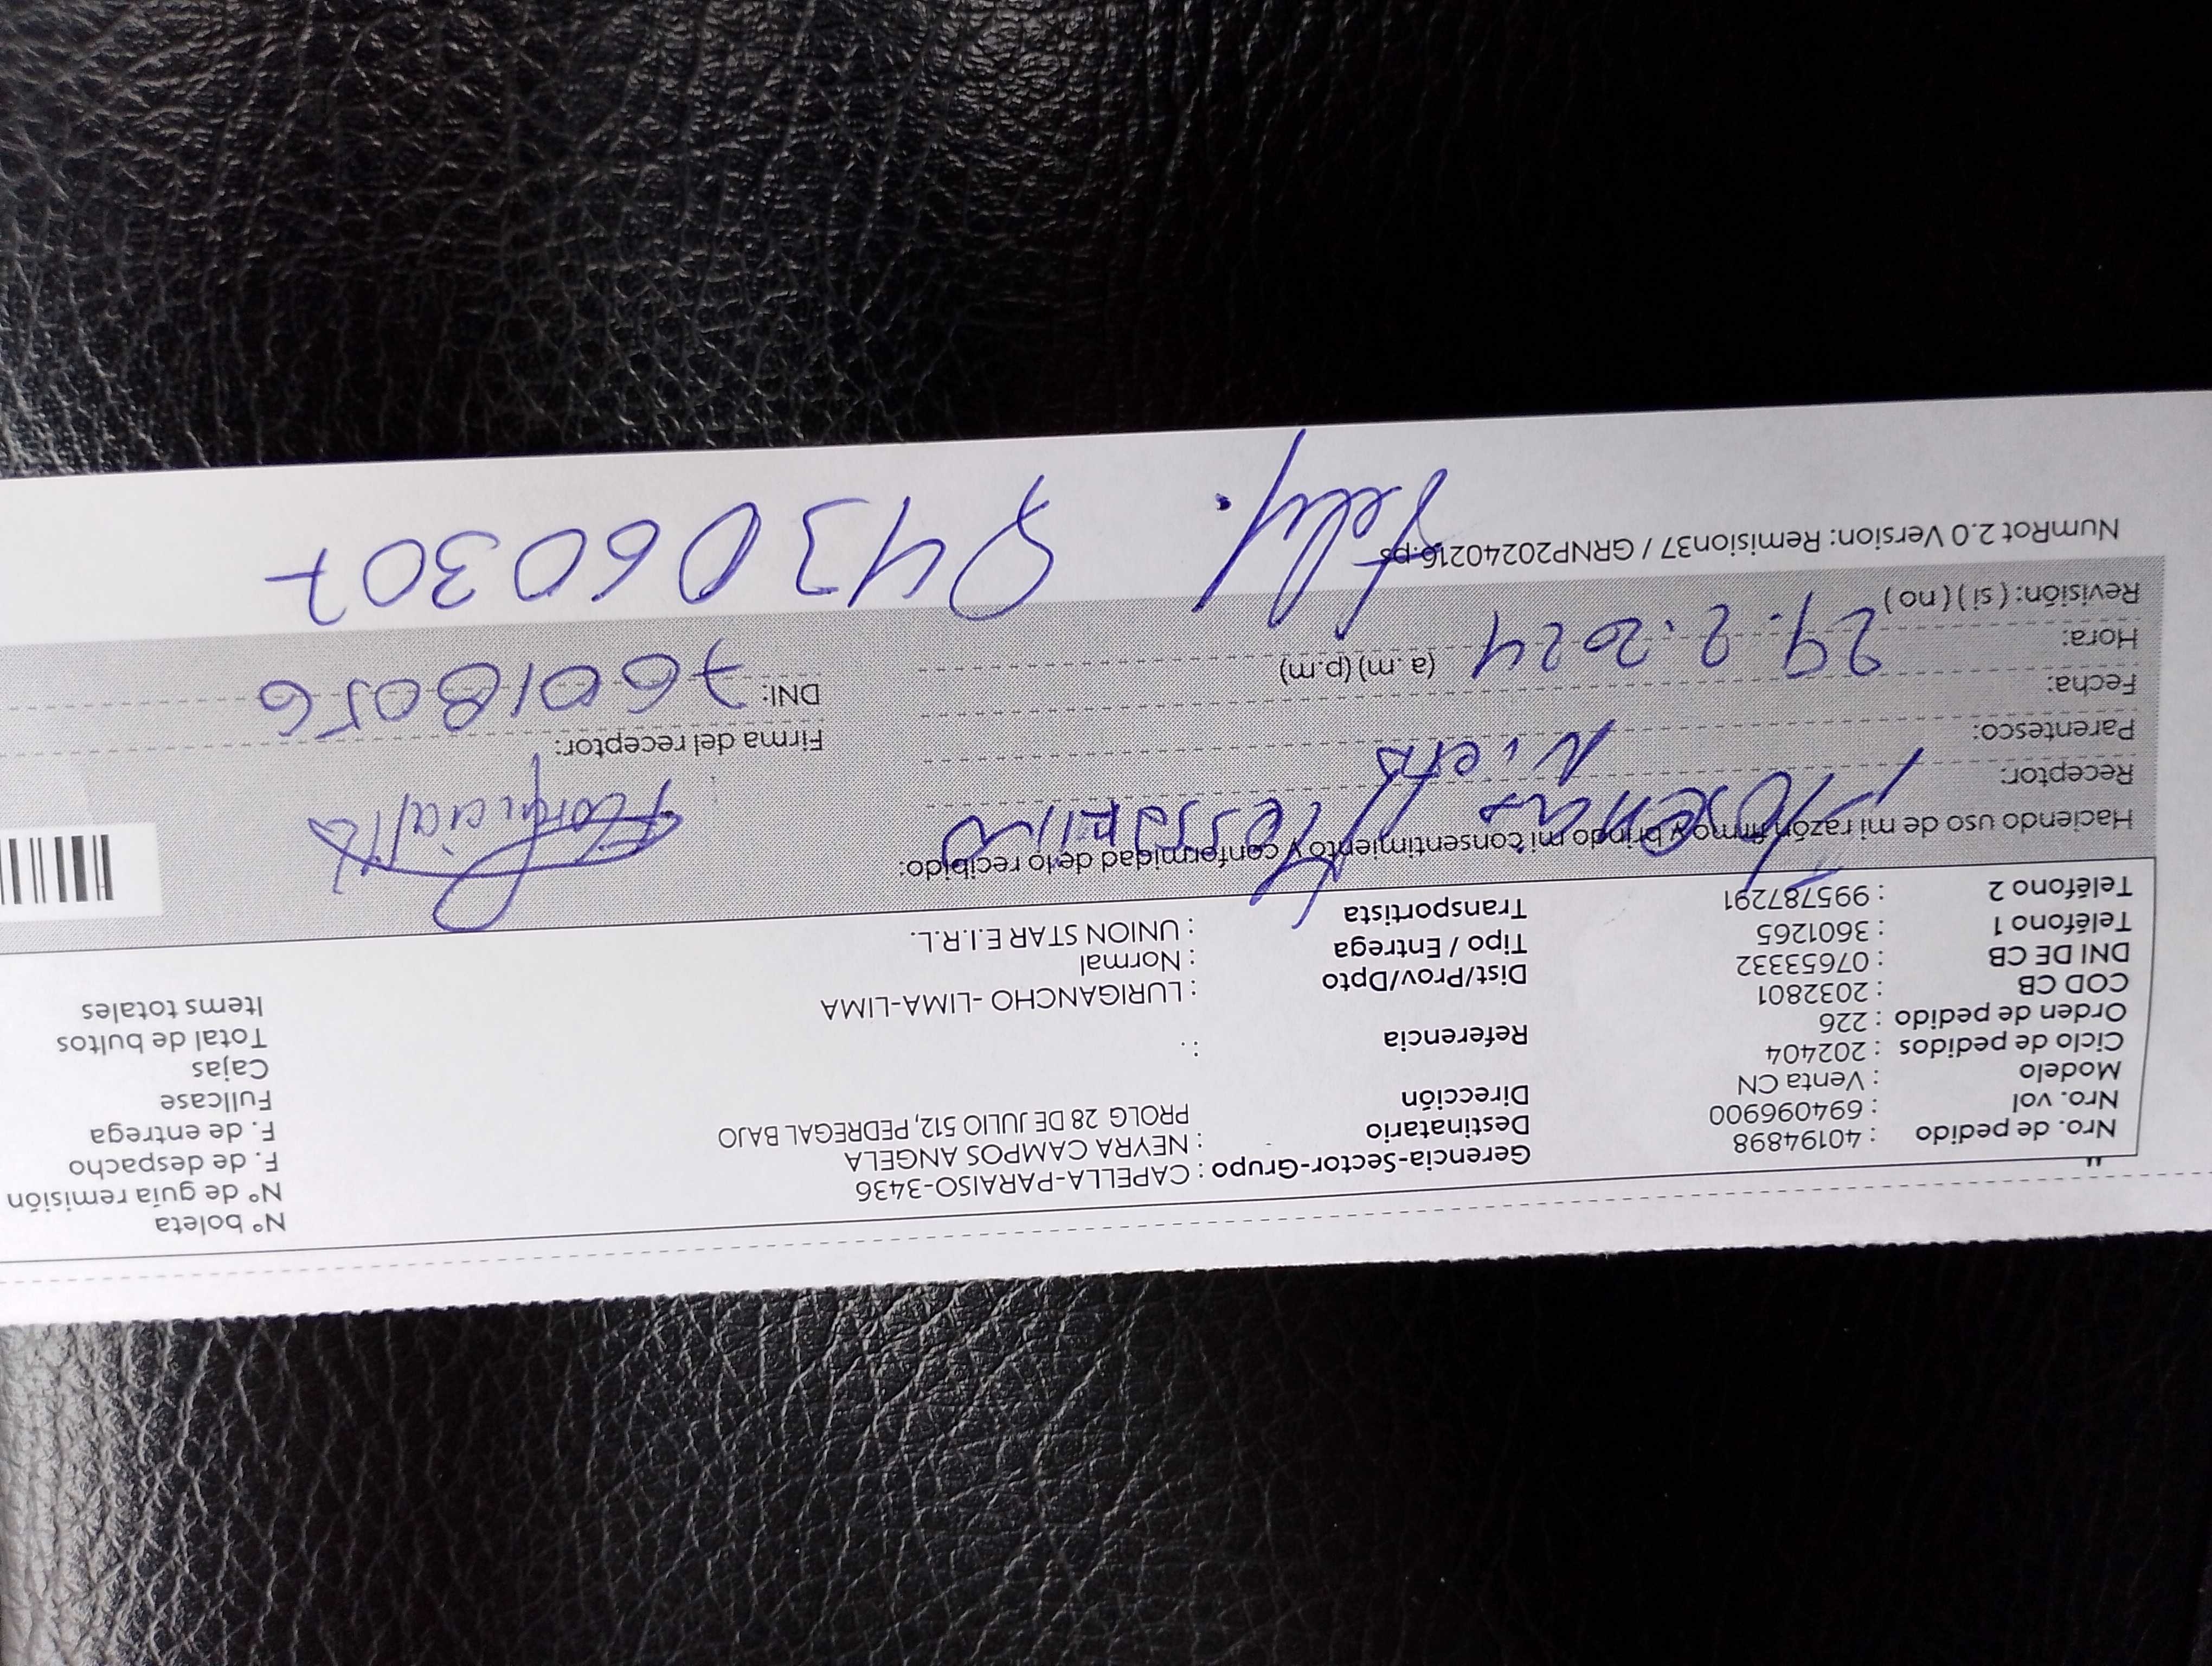 Nº boleta
Nº de guía remisión
F. de despacho
F. de entrega
Fullcase
Cajas
Total de bultos
Items totales
Nro. de pedido : 40194898
Nro. vol : 694096900
Modelo : Venta CN
Ciclo de pedidos : 202404
Orden de pedido : 226
COD CB : 2032801
DNI DE CB : 07653332
Teléfono 1 : 3601265
Teléfono 2 : 995787291
Gerencia-Sector-Grupo : CAPELLA-PARAISO-3436
Destinatario : NEYRA CAMPOS ANGELA
Dirección PROLG 28 DE JULIO 512, PEDREGAL BAJO
Referencia : .
Dist/Prov/Dpto : LURIGANCHO -LIMA-LIMA
Tipo / Entrega : Normal
Transportista : UNION STAR E.I.R.L.
Haciendo uso de mi razón firmo y brindo mi consentimiento y conformidad de lo recibido:
Receptor:
Parentesco: Nieta
Fecha:
Hora: 29.2.2024 (a.m) (p.m)
Revisión: ( si ) ( no )
Firma del receptor:
DNI: 76018056
NumRot 2.0 Version: Remision37 / GRNP20240216.ps
943060307